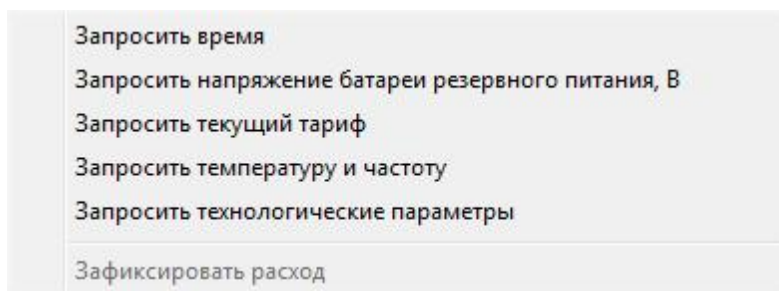 Запросить время
Запросить напряжение батареи резервного питания, В
Запросить текущий тариф
Запросить температуру и частоту
Запросить технологические параметры
Зафиксировать расход